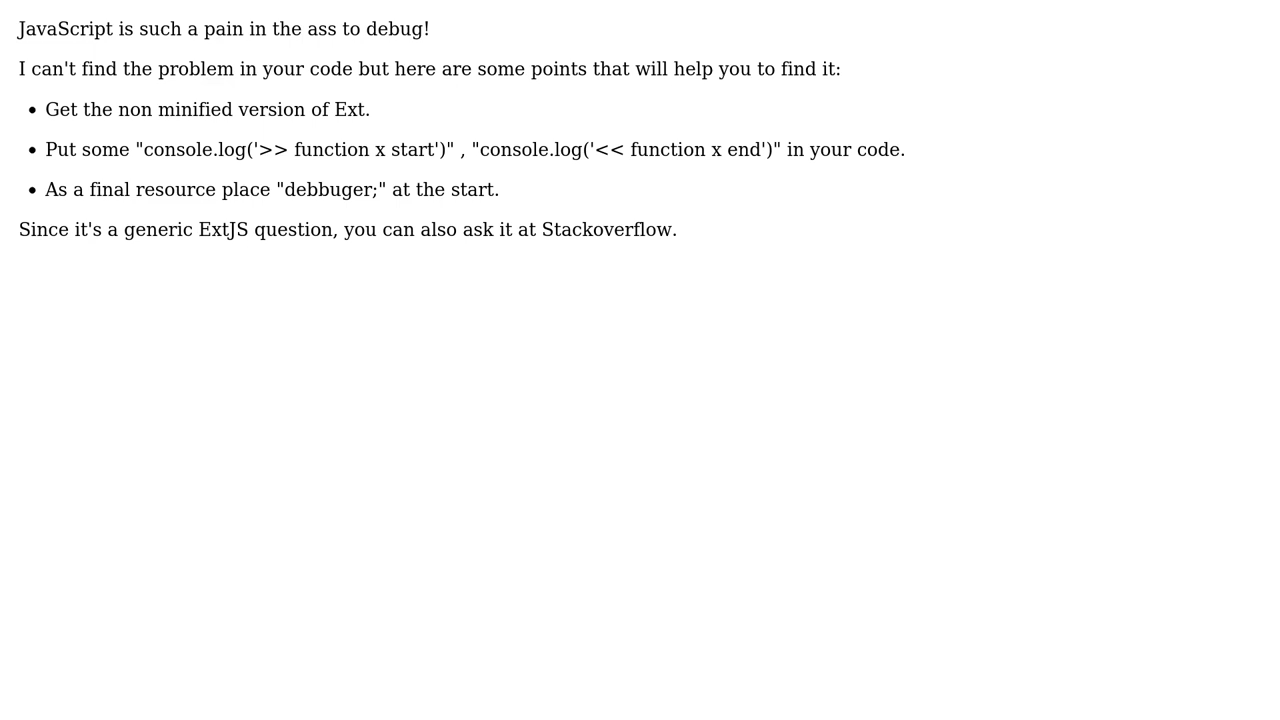 JavaScript is such a pain in the ass to debug!
I can't find the problem in your code but here are some points that will help you to find it:
• Get the non minified version of Ext.
• Put some "console.log('>> function x start')" , "console.log('<< function x end')" in your code.
• As a final resource place "debbuger;" at the start.
Since it's a generic ExtJS question, you can also ask it at Stackoverflow.